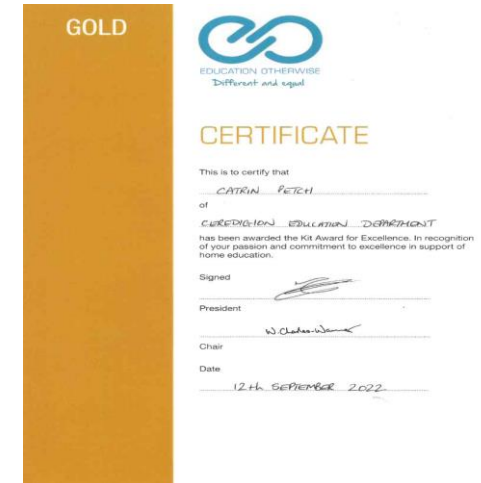 GOLD
EDUCATION OTHERWISE
Different and equal
CERTIFICATE
This is to certify that
CATRIN PETCH
of
CEREDIGION EDUCATION DEPARTMENT
has been awarded the Kit Award for Excellence. In recognition
of your passion and commitment to excellence in support of
home education.
Signed
President
Chair
Date
12th SEPTEMBER 2022